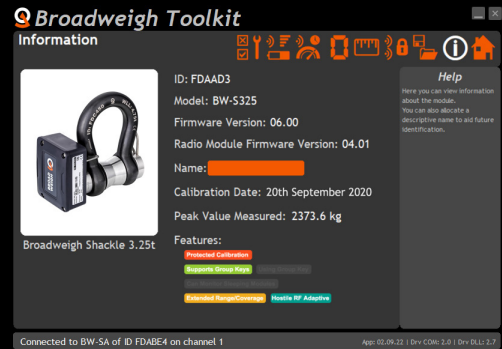 Broadweigh Toolkit
Information
ID: FDAAD3
Model: BW-S325
Firmware Version: 06.00
Radio Module Firmware Version: 04.01
Name:
Calibration Date: 20th September 2020
Peak Value Measured: 2373.6 kg
Features:
Protected Calibration
Supports Group Keys
Extended Range/Coverage Hostile RF Adaptive
Broadweigh Shackle 3.25t
Help
Here you can view information
about the module.
You can also allocate a
descriptive name to aid future
identification.
Connected to BW-SA of ID FDABE4 on channel 1
App: 02.09.22 | Drv COM: 2.0 | Drv DLL: 2.7